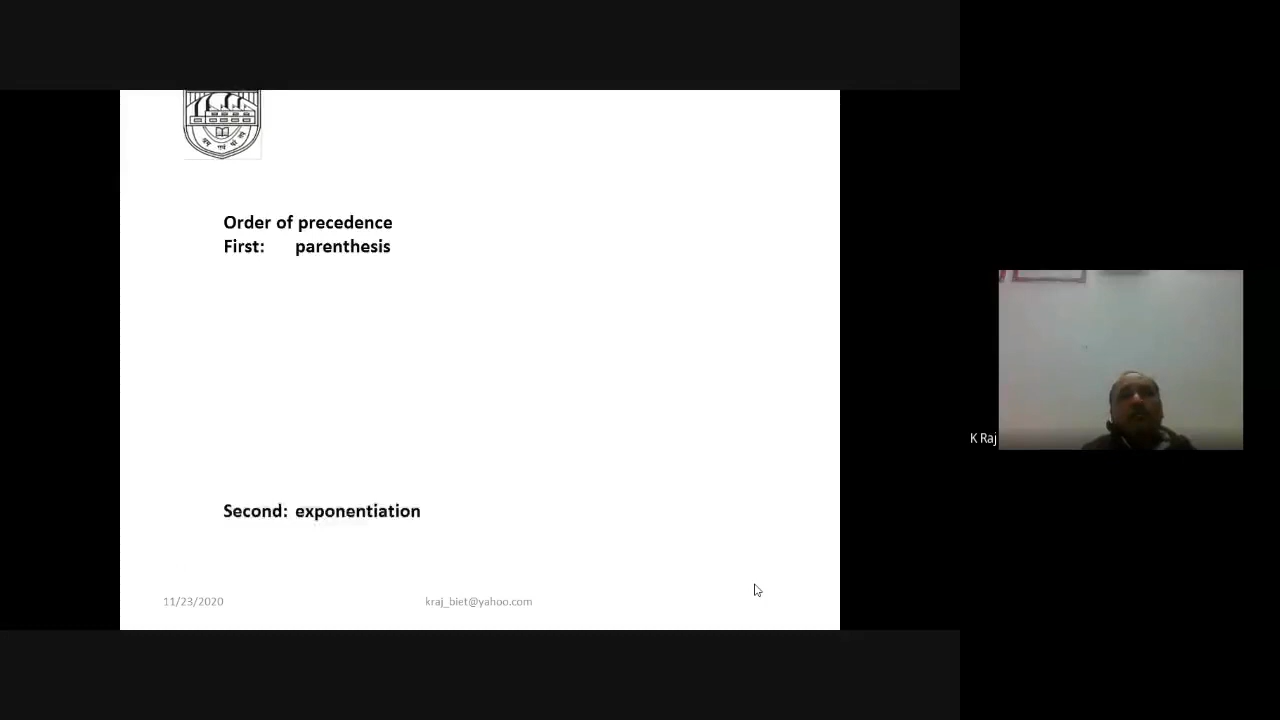 Order of precedence
First: parenthesis
Second: exponentiation
11/23/2020
kraj_biet@yahoo.com
K Raj